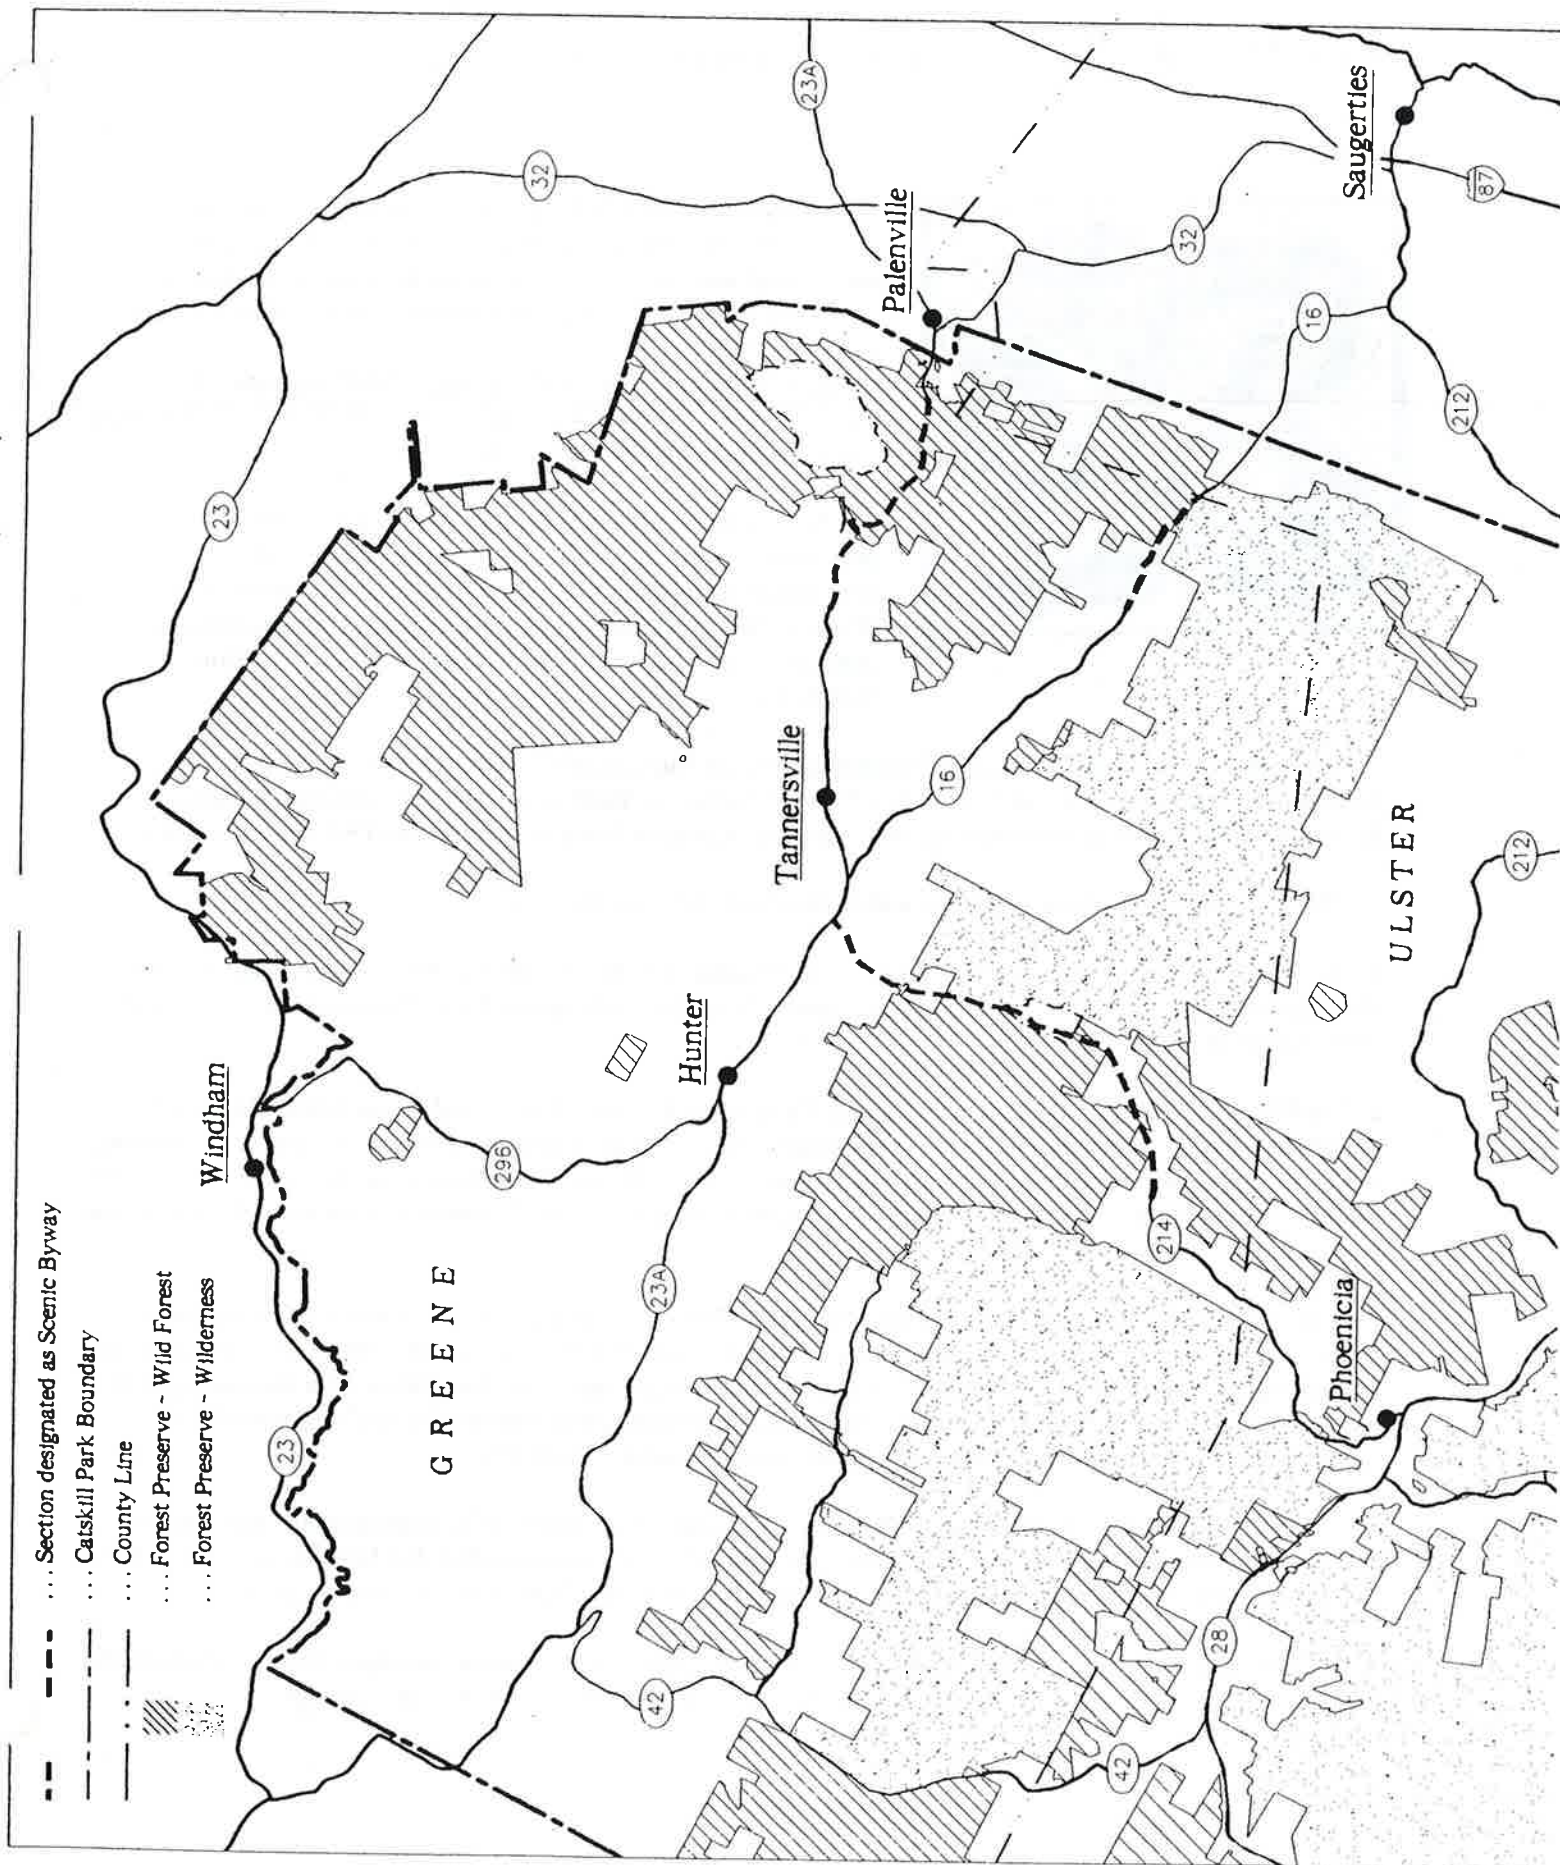 ... Section designated as Scenic Byway
... Catskill Park Boundary
... County Line
... Forest Preserve - Wild Forest
... Forest Preserve - Wilderness
23
Windham
23
23
296
GREENE
Hunter
23A
42
Tannersville
16
32
23A
Palenville
32
Saugerties
87
16
212
ULSTER
212
214
Phoenicia
28
42